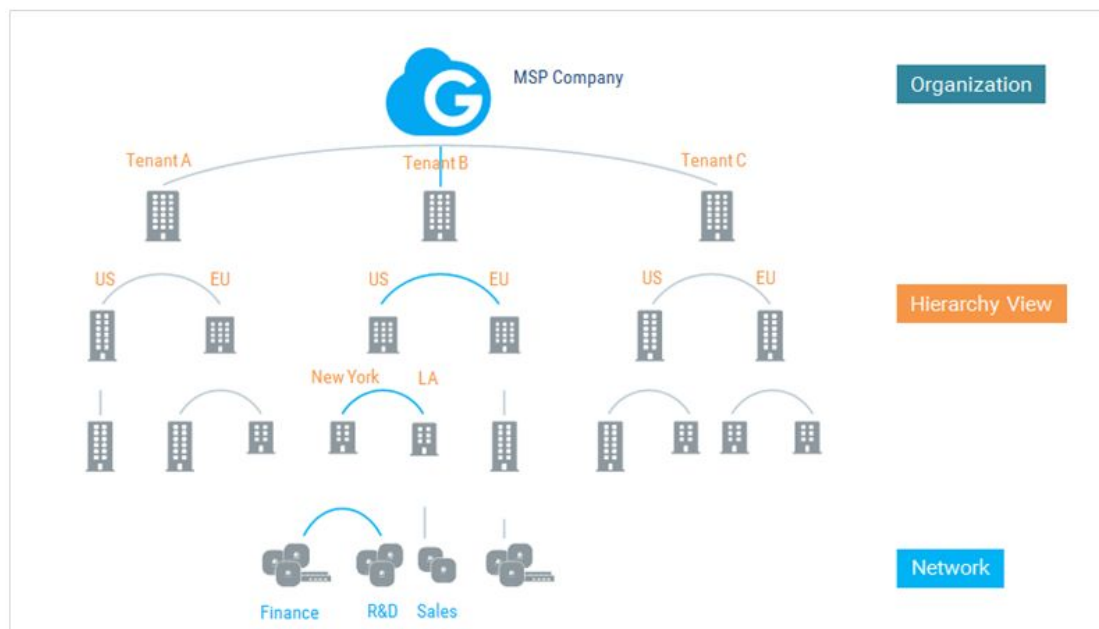 G
MSP Company
Organization
Tenant A
Tenant B
Tenant C
US
EU
US
EU
US
EU
Hierarchy View
New York
LA
Network
Finance
R&D
Sales